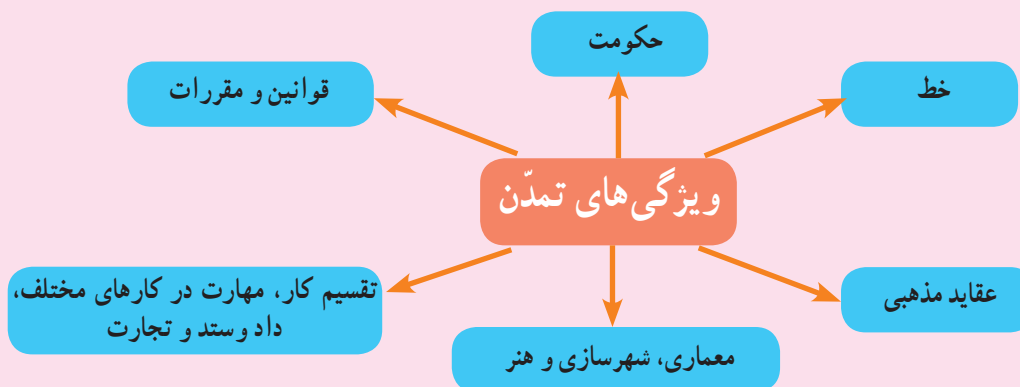 حکومت
خط
قوانین و مقررات
ویژگی‌های تمدّن
عقاید مذهبی
تقسیم کار، مهارت در کارهای مختلف،
داد وستد و تجارت
معماری، شهرسازی و هنر